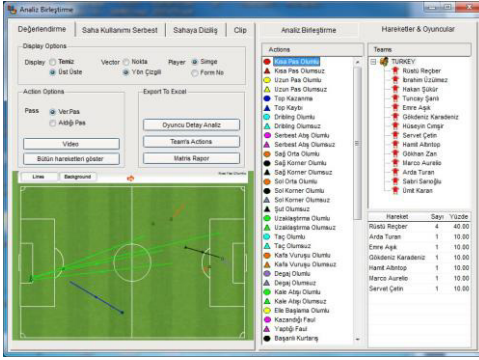 Analiz Birleştirme
Değerlendirme
Saha Kullanımı Serbest
Sahaya Diziliş
Clip
Display Options
Display
Temiz
Üst Üste
Vector
Nokta
Yön Çizgili
Player
Simge
Form No
Action Options
Pass
Ver.Pas
Aldığı Pas
Video
Bütün hareketleri göster
Export To Excel
Oyuncu Detay Analiz
Team's Actions
Matris Rapor
Lines
Background
Kısa Pas Olumlu
Analiz Birleştirme
Hareketler & Oyuncular
Actions
Kısa Pas Olumlu
Kısa Pas Olumsuz
Uzun Pas Olumlu
Uzun Pas Olumsuz
Top Kazanma
Top Kaybı
Dribling Olumlu
Dribling Olumsuz
Serbest Atış Olumlu
Serbest Atış Olumsuz
Sağ Orta Olumlu
Sağ Korner Olumlu
Sağ Korner Olumsuz
Sol Orta Olumlu
Sol Korner Olumlu
Sol Korner Olumsuz
Şut Olumsuz
Uzaklaştırma Olumlu
Uzaklaştırma Olumsuz
Taç Olumlu
Taç Olumsuz
Kafa Vuruşu Olumlu
Kafa Vuruşu Olumsuz
Degaj Olumlu
Degaj Olumsuz
Kale Atışı Olumlu
Kale Atışı Olumsuz
Elle Başlama Olumlu
Kazandığı Faul
Yaptığı Faul
Başarılı Kurtarış
Teams
TURKEY
Rüştü Reçber
İbrahim Üzülmez
Hakan Şükür
Tuncay Şanlı
Emre Aşık
Gökdeniz Karadeniz
Hüseyin Çimşir
Servet Çetin
Hamit Altıntop
Gökhan Zan
Marco Aurelio
Arda Turan
Sabri Sarıoğlu
Ümit Karan
Hareket Sayı Yüzde
Rüştü Reçber 4 40.00
Arda Turan 1 10.00
Emre Aşık 1 10.00
Gökdeniz Karadeniz 1 10.00
Hamit Altıntop 1 10.00
Marco Aurelio 1 10.00
Servet Çetin 1 10.00